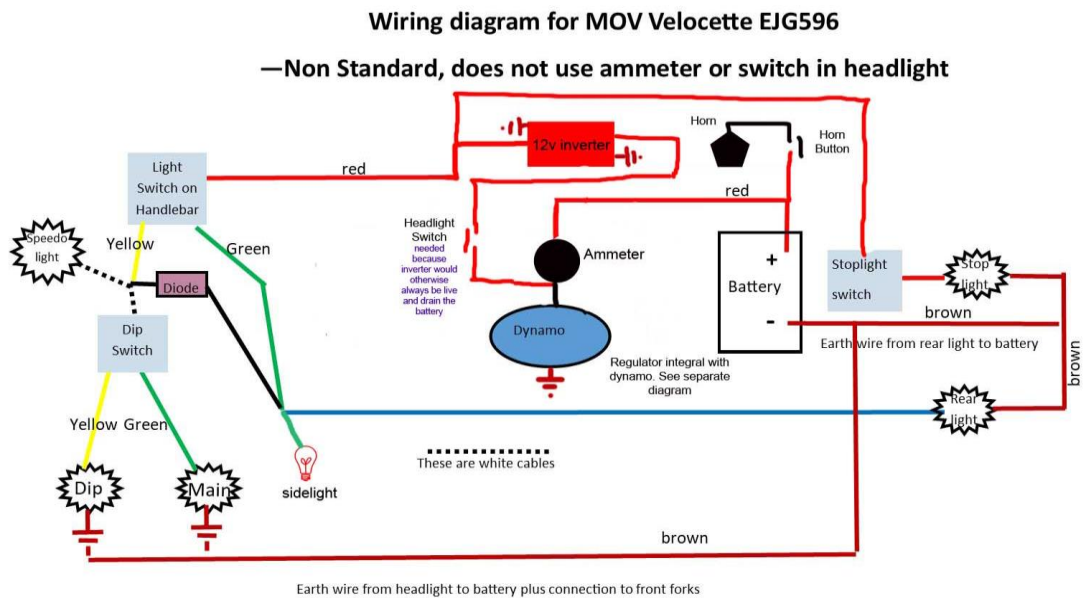 Wiring diagram for MOV Velocette EJG596
—Non Standard, does not use ammeter or switch in headlight
Light
Switch on
Handlebar
red
12v inverter
Horn
Horn
Button
red
Speedo
light
Yellow
Green
Diode
Headlight
Switch
needed
because
inverter would
otherwise
always be live
and drain the
battery
Ammeter
+
Battery
-
Stoplight
switch
Stop
light
brown
Earth wire from rear light to battery
brown
Dip
Switch
Dynamo
Regulator integral with
dynamo. See separate
diagram
Rear
light
Yellow
Green
These are white cables
Dip
Main
sidelight
brown
Earth wire from headlight to battery plus connection to front forks